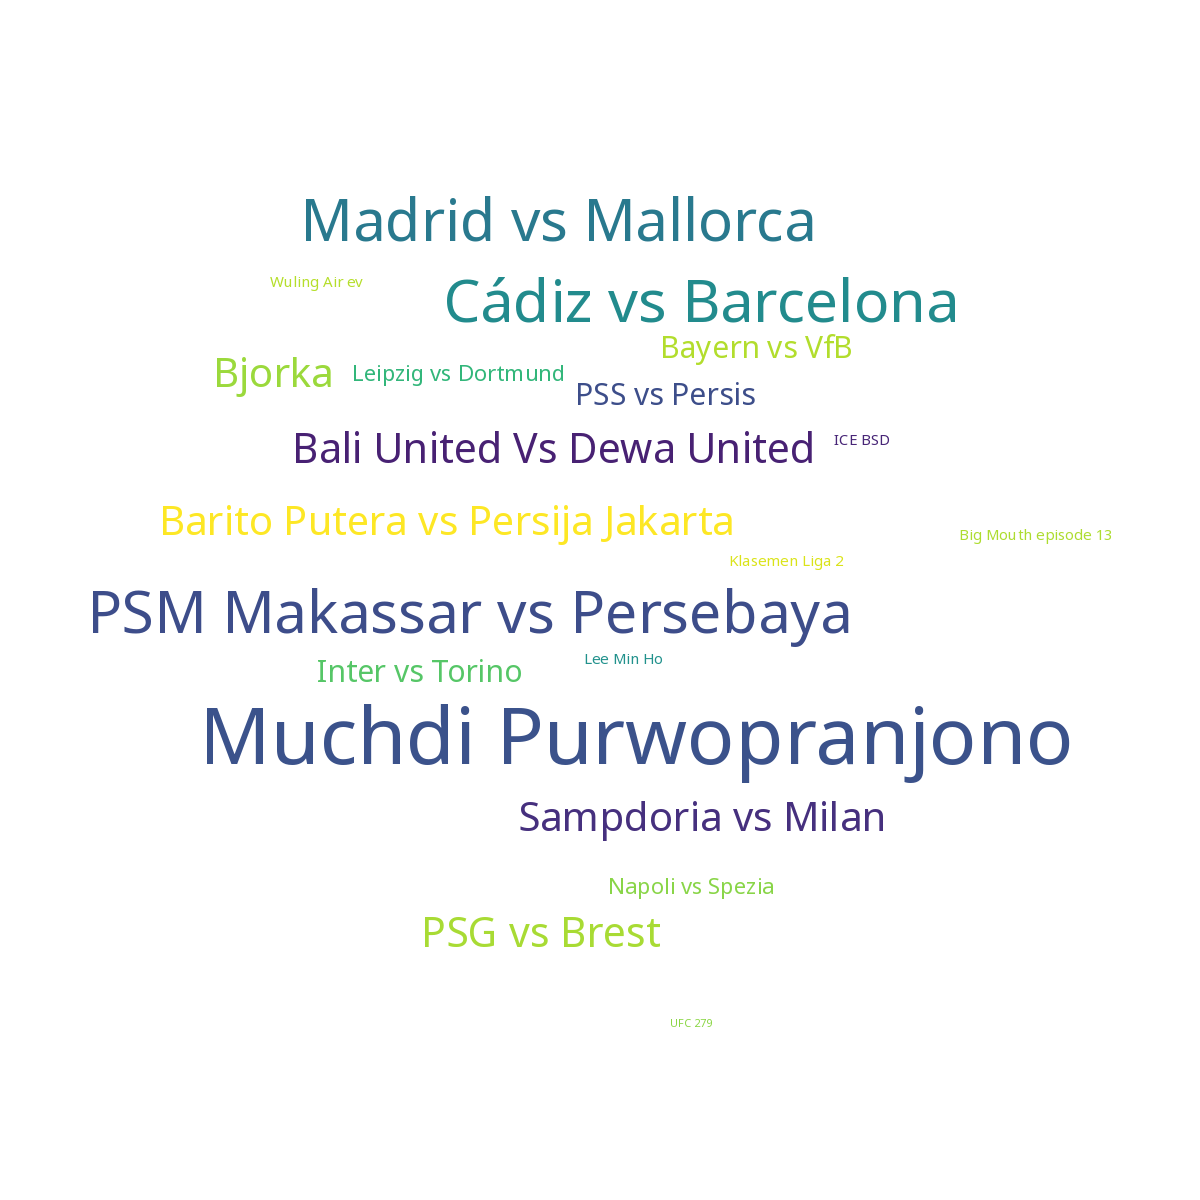 Madrid vs Mallorca
Wuling Air ev
Cádiz vs Barcelona
Bayern vs VfB
Bjorka
Leipzig vs Dortmund
PSS vs Persis
Bali United Vs Dewa United
ICE BSD
Barito Putera vs Persija Jakarta
Big Mouth episode 13
Klasemen Liga 2
PSM Makassar vs Persebaya
Lee Min Ho
Inter vs Torino
Muchdi Purwopranjono
Sampdoria vs Milan
Napoli vs Spezia
PSG vs Brest
UFC 279